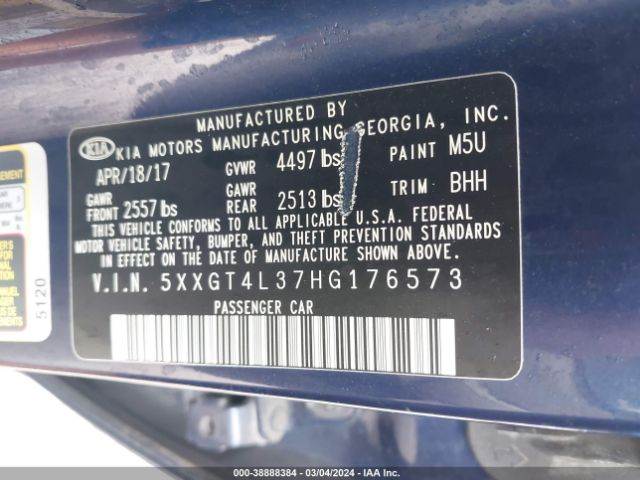 MANUFACTURED BY
KIA KIA MOTORS MANUFACTURING GEORGIA, INC.
APR/18/17 GVWR 4497 lbs PAINT M5U
GAWR FRONT 2557 lbs GAWR REAR 2513 lbs TRIM BHH
THIS VEHICLE CONFORMS TO ALL APPLICABLE U.S.A. FEDERAL
MOTOR VEHICLE SAFETY, BUMPER, AND THEFT PREVENTION STANDARDS
IN EFFECT ON THE DATE OF MANUFACTURE SHOWN ABOVE.
V.I.N. 5XXGT4L37HG176573
PASSENGER CAR
5120
000-38888384 - 03/04/2024 - IAAI.COM